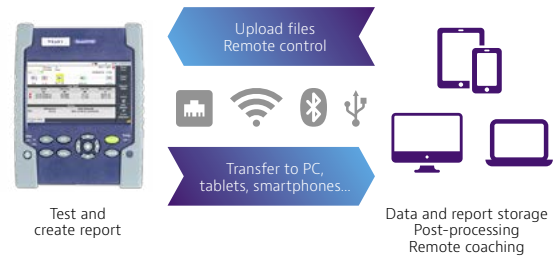 Upload files
Remote control
Transfer to PC,
tablets, smartphones...
Test and
create report
Data and report storage
Post-processing
Remote coaching